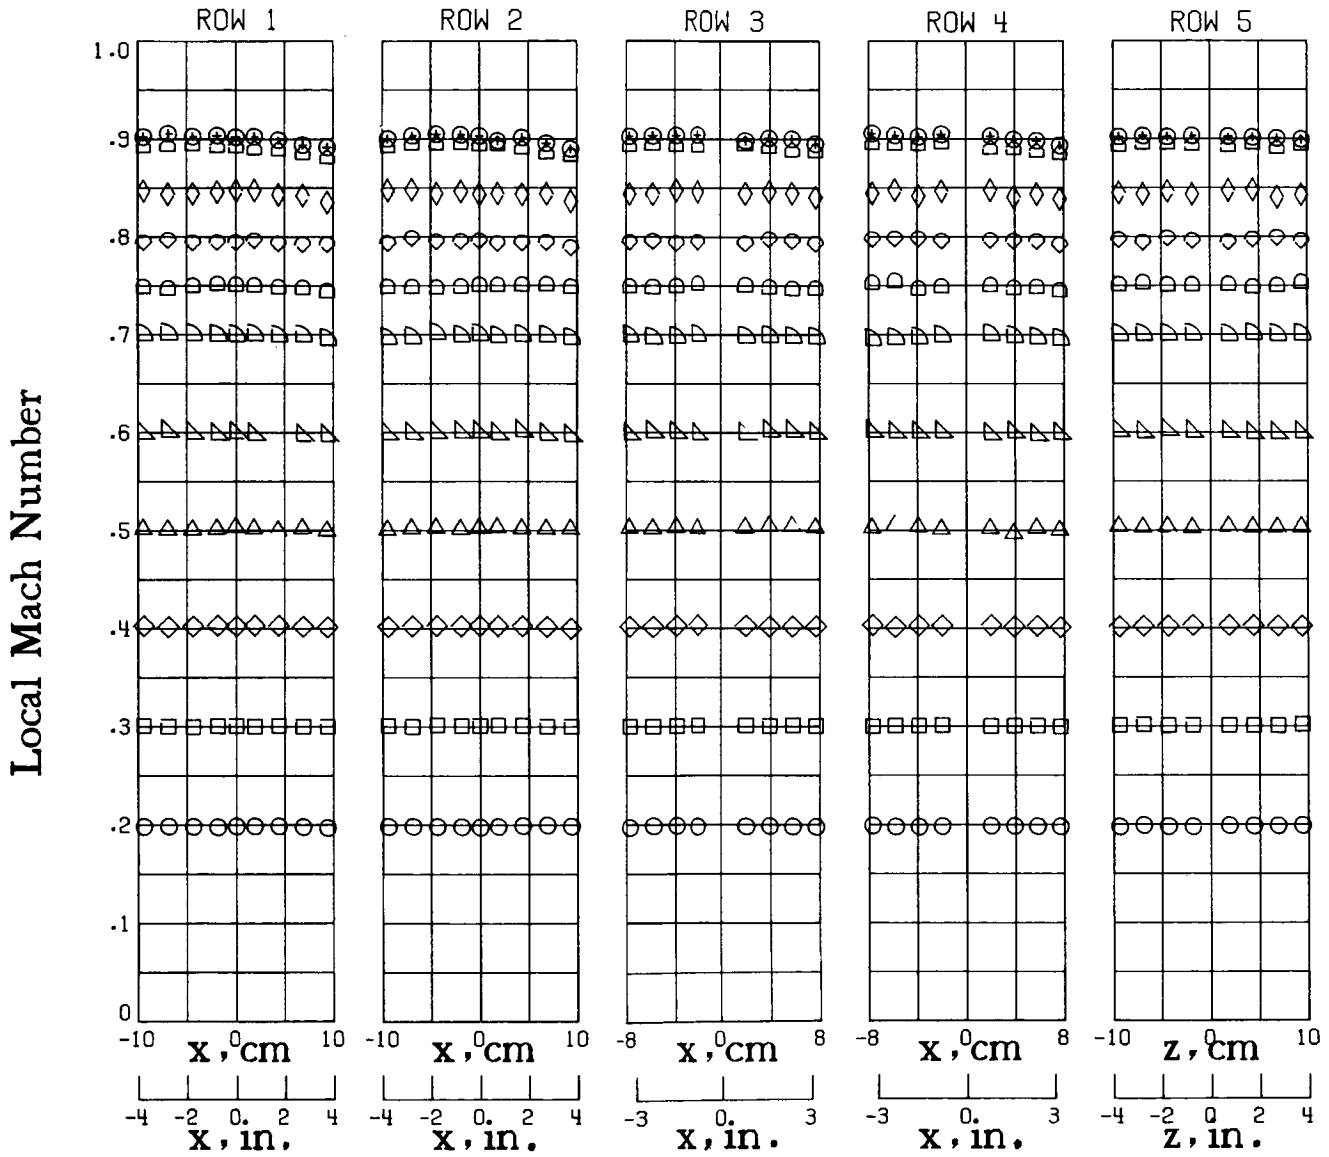 ROW 1 ROW 2 ROW 3 ROW 4 ROW 5
1.0
.9
.8
.7
.6
.5
.4
.3
.2
.1
0
Local Mach Number
-10 0 10 -10 0 10 -8 0 8 -8 0 8 -10 0 10
x, cm x, cm x, cm x, cm z, cm
-4 -2 0. 2 4 -4 -2 0. 2 4 -3 0. 3 -3 0. 3 -4 -2 0 2 4
x, in. x, in. x, in. x, in. z, in.